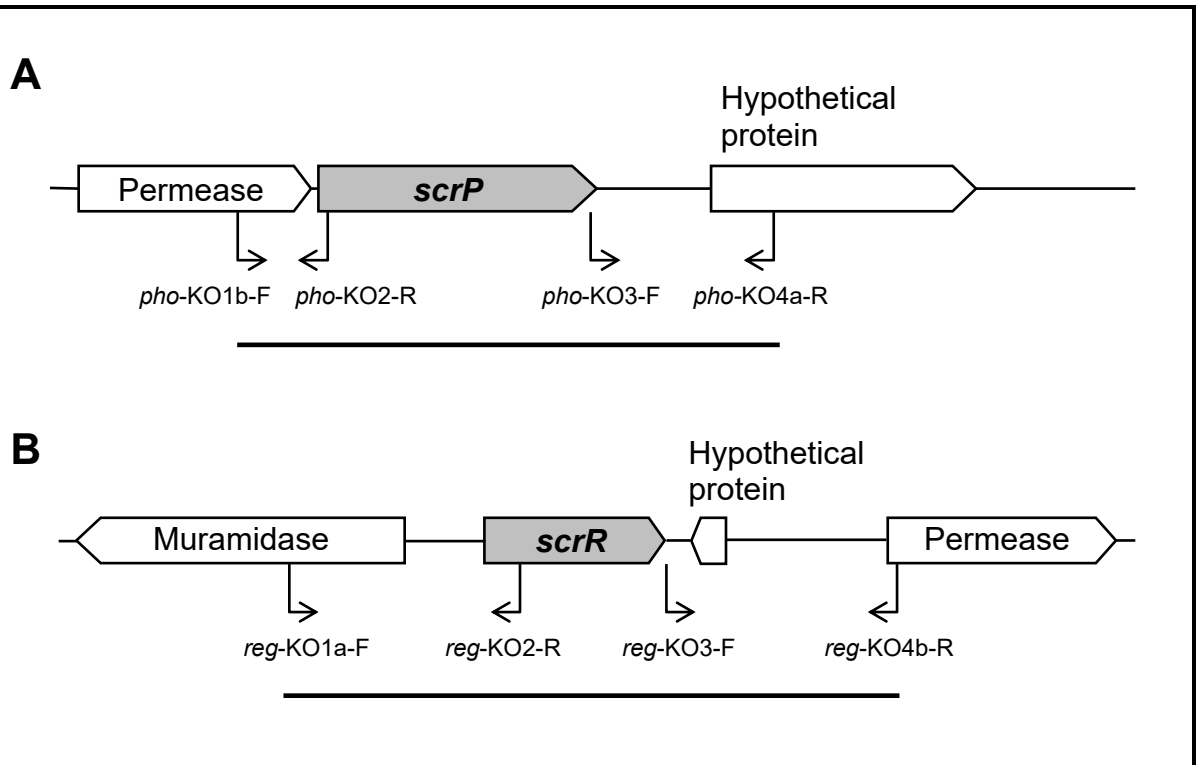 A
Hypothetical
protein
Permease
scrP
pho-KO1b-F
pho-KO2-R
pho-KO3-F
pho-KO4a-R
B
Hypothetical
protein
Muramidase
scrR
Permease
reg-KO1a-F
reg-KO2-R
reg-KO3-F
reg-KO4b-R